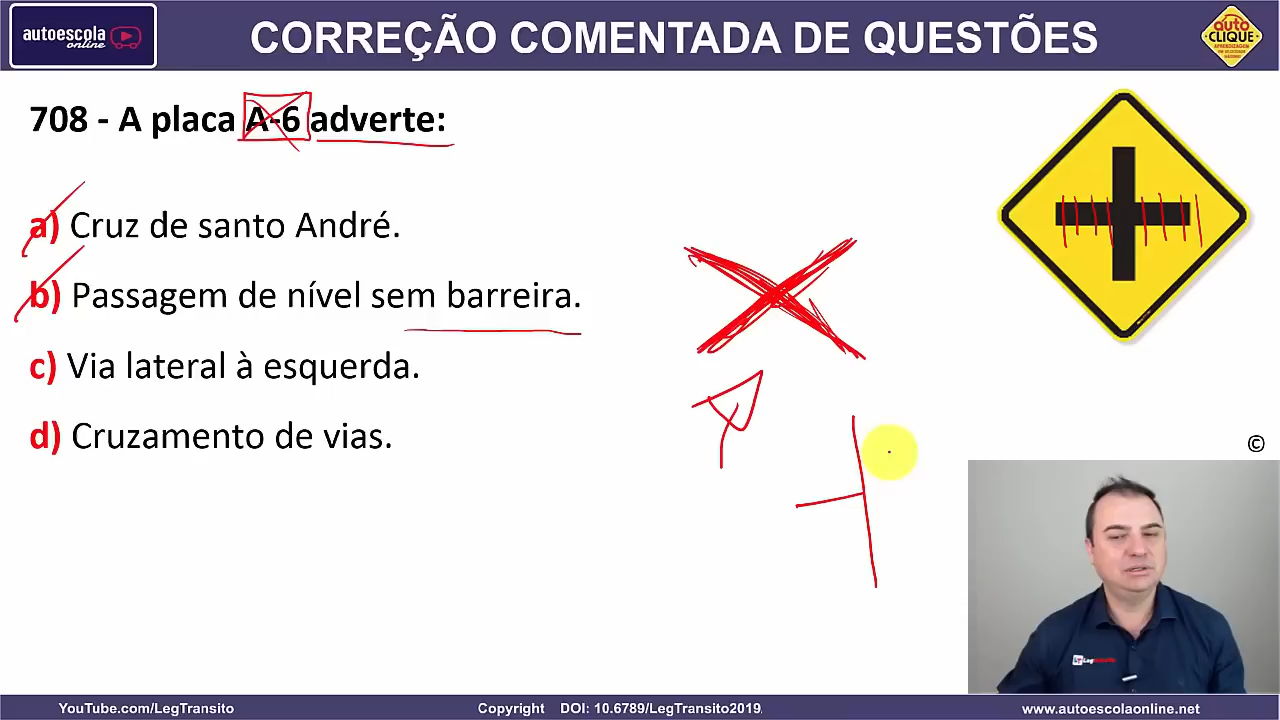 autoescola
online
CORREÇÃO COMENTADA DE QUESTÕES
auto
CLIQUE
708 - A placa A-6 adverte:
a) Cruz de santo André.
b) Passagem de nível sem barreira.
c) Via lateral à esquerda.
d) Cruzamento de vias.
©
YouTube.com/LegTransito
Copyright DOI: 10.6789/LegTransito2019
www.autoescolaonline.net